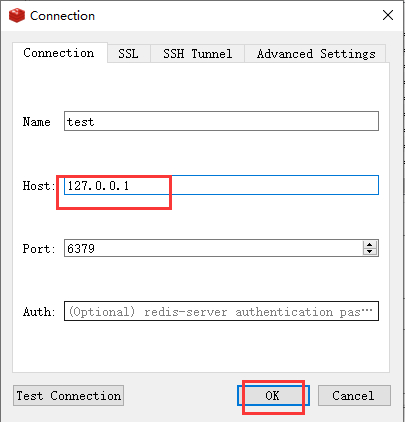 Connection
Connection SSL SSH Tunnel Advanced Settings
Name test
Host: 127.0.0.1
Port: 6379
Auth: (Optional) redis-server authentication pas…
Test Connection OK Cancel